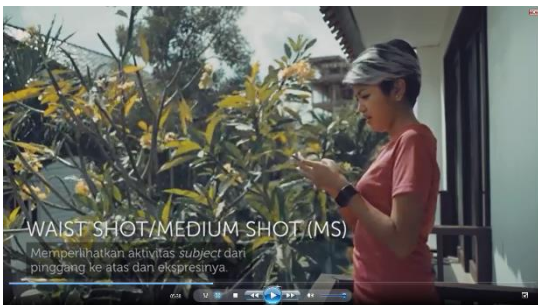 WAIST SHOT/MEDIUM SHOT (MS)
Memperlihatkan aktivitas subject dari
pinggang ke atas dan ekspresinya.